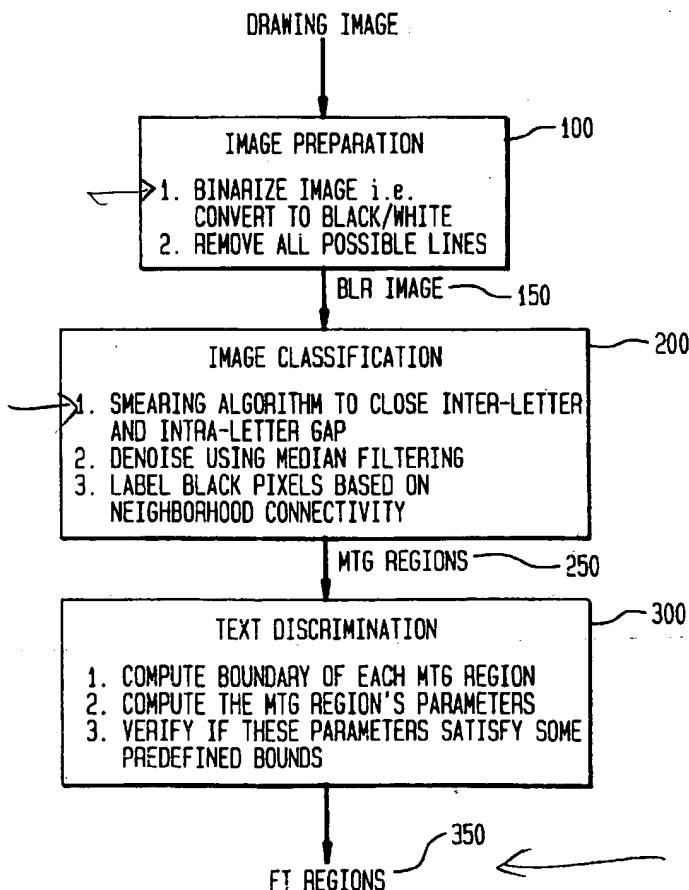 DRAWING IMAGE
IMAGE PREPARATION
100
1. BINARIZE IMAGE i.e.
CONVERT TO BLACK/WHITE
2. REMOVE ALL POSSIBLE LINES
BLR IMAGE
150
IMAGE CLASSIFICATION
200
1. SMEARING ALGORITHM TO CLOSE INTER-LETTER
AND INTRA-LETTER GAP
2. DENOISE USING MEDIAN FILTERING
3. LABEL BLACK PIXELS BASED ON
NEIGHBORHOOD CONNECTIVITY
MTG REGIONS
250
TEXT DISCRIMINATION
300
1. COMPUTE BOUNDARY OF EACH MTG REGION
2. COMPUTE THE MTG REGION'S PARAMETERS
3. VERIFY IF THESE PARAMETERS SATISFY SOME
PREDEFINED BOUNDS
350
FT REGIONS